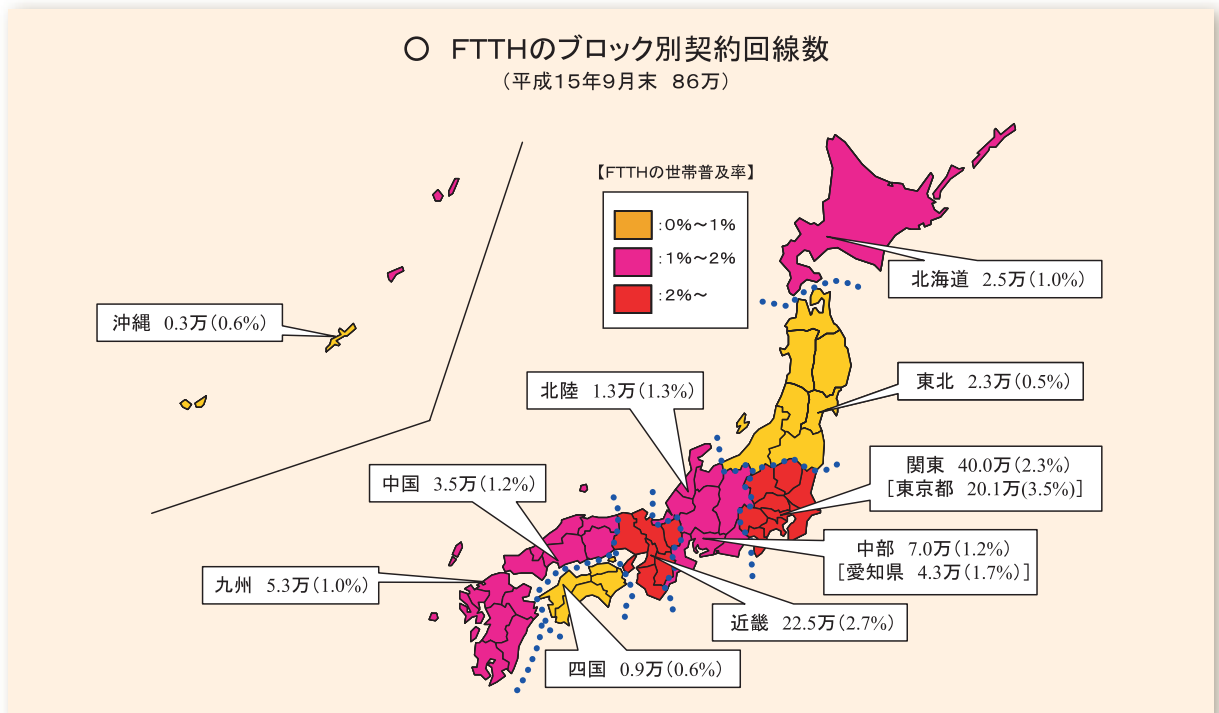 ○ FTTHのブロック別契約回線数
（平成15年9月末 86万）
【FTTHの世帯普及率】
：0%～1%
：1%～2%
：2%～
北海道 2.5万(1.0%)
沖縄 0.3万(0.6%)
東北 2.3万(0.5%)
北陸 1.3万(1.3%)
関東 40.0万(2.3%)
［東京都 20.1万(3.5%)］
中国 3.5万(1.2%)
中部 7.0万(1.2%)
［愛知県 4.3万(1.7%)］
九州 5.3万(1.0%)
近畿 22.5万(2.7%)
四国 0.9万(0.6%)